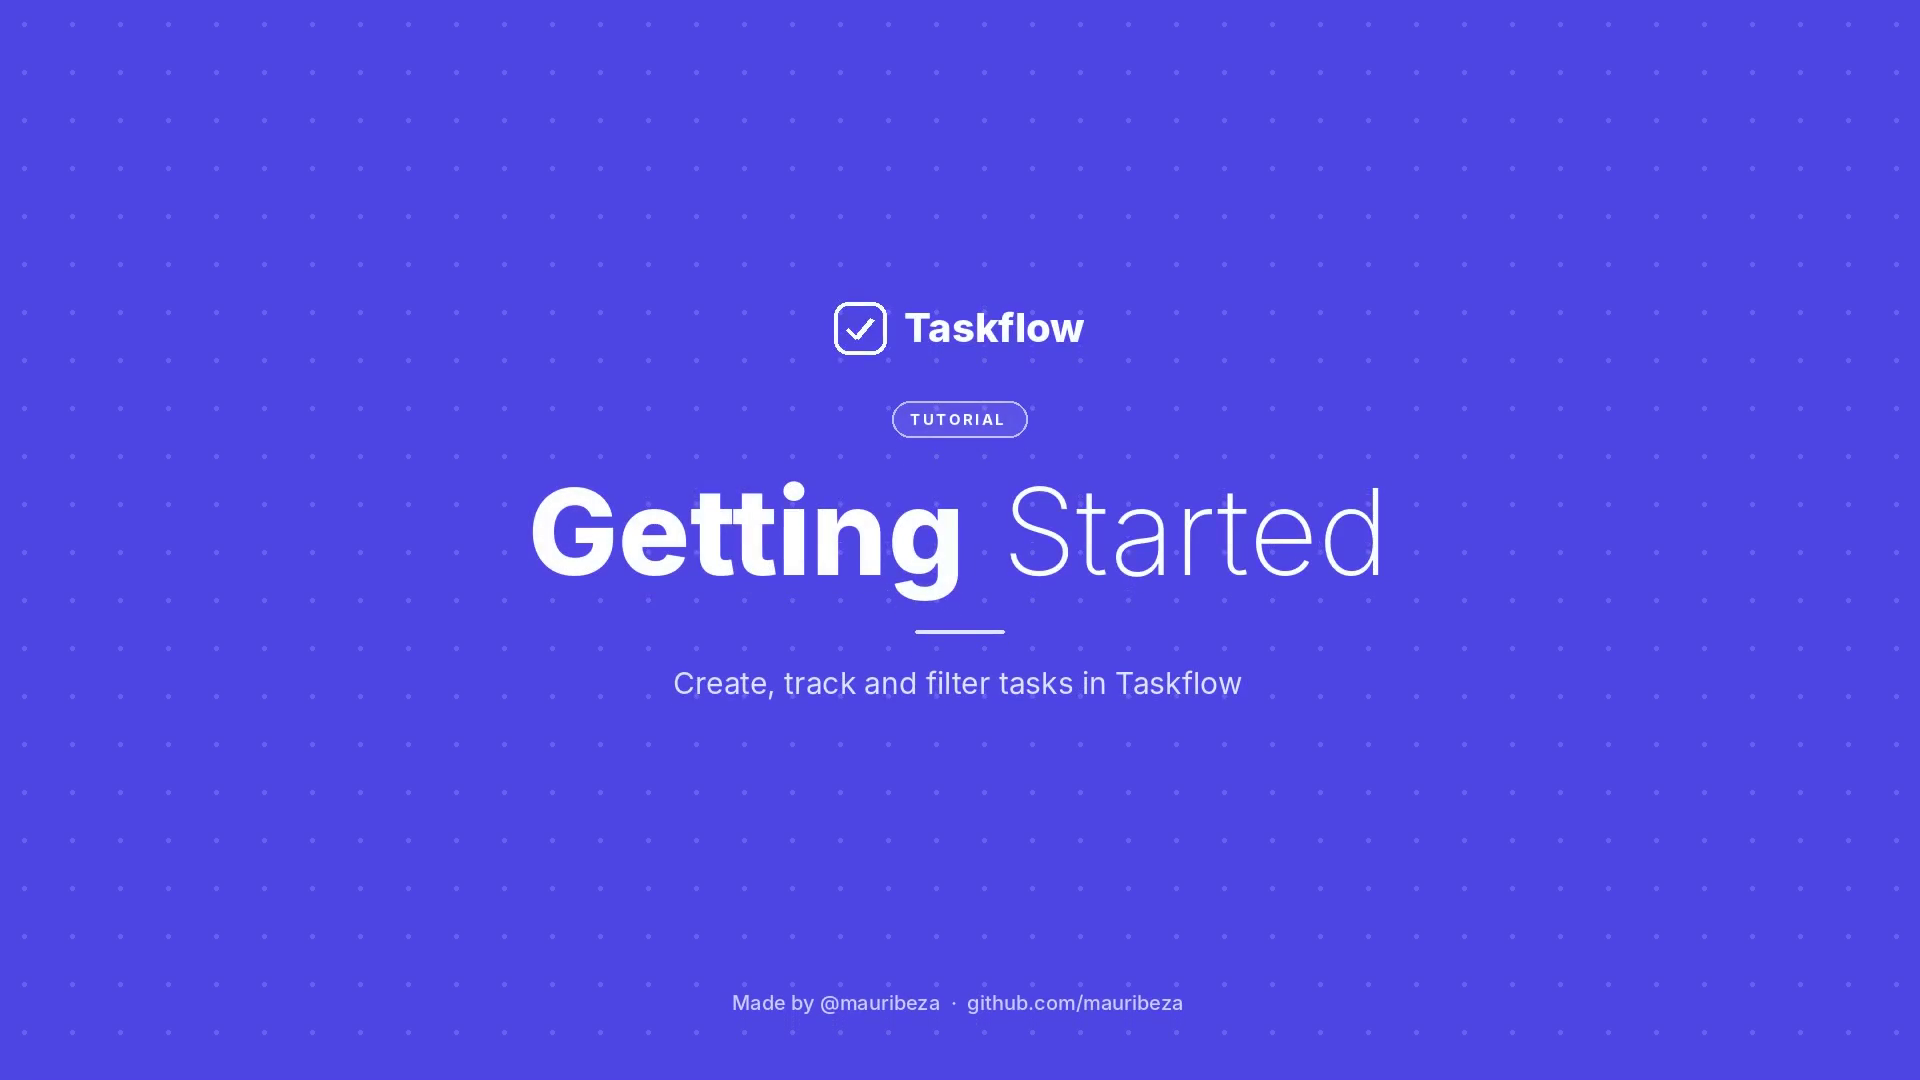 Taskflow
TUTORIAL
Getting Started
Create, track and filter tasks in Taskflow
Made by @mauribeza · github.com/mauribeza